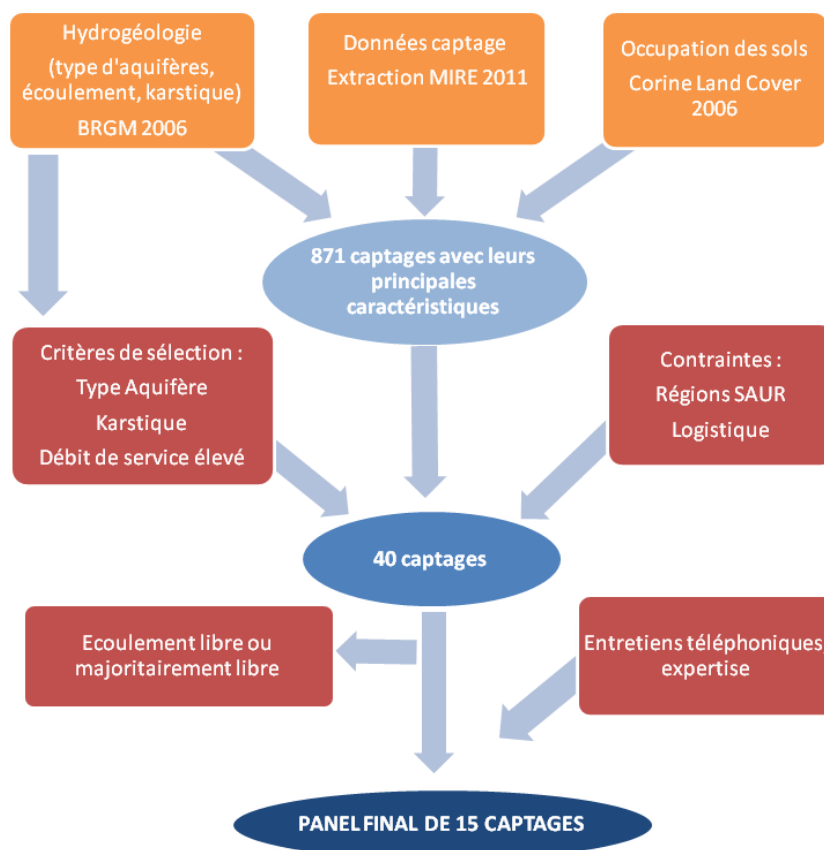 Hydrogéologie
(type d'aquifères,
écoulement, karstique)
BRGM 2006
Données captage
Extraction MIRE 2011
Occupation des sols
Corine Land Cover
2006
871 captages avec leurs
principales
caractéristiques
Critères de sélection :
Type Aquifère
Karstique
Débit de service élevé
Contraintes :
Régions SAUR
Logistique
40 captages
Ecoulement libre ou
majoritairement libre
Entretiens téléphoniques,
expertise
PANEL FINAL DE 15 CAPTAGES